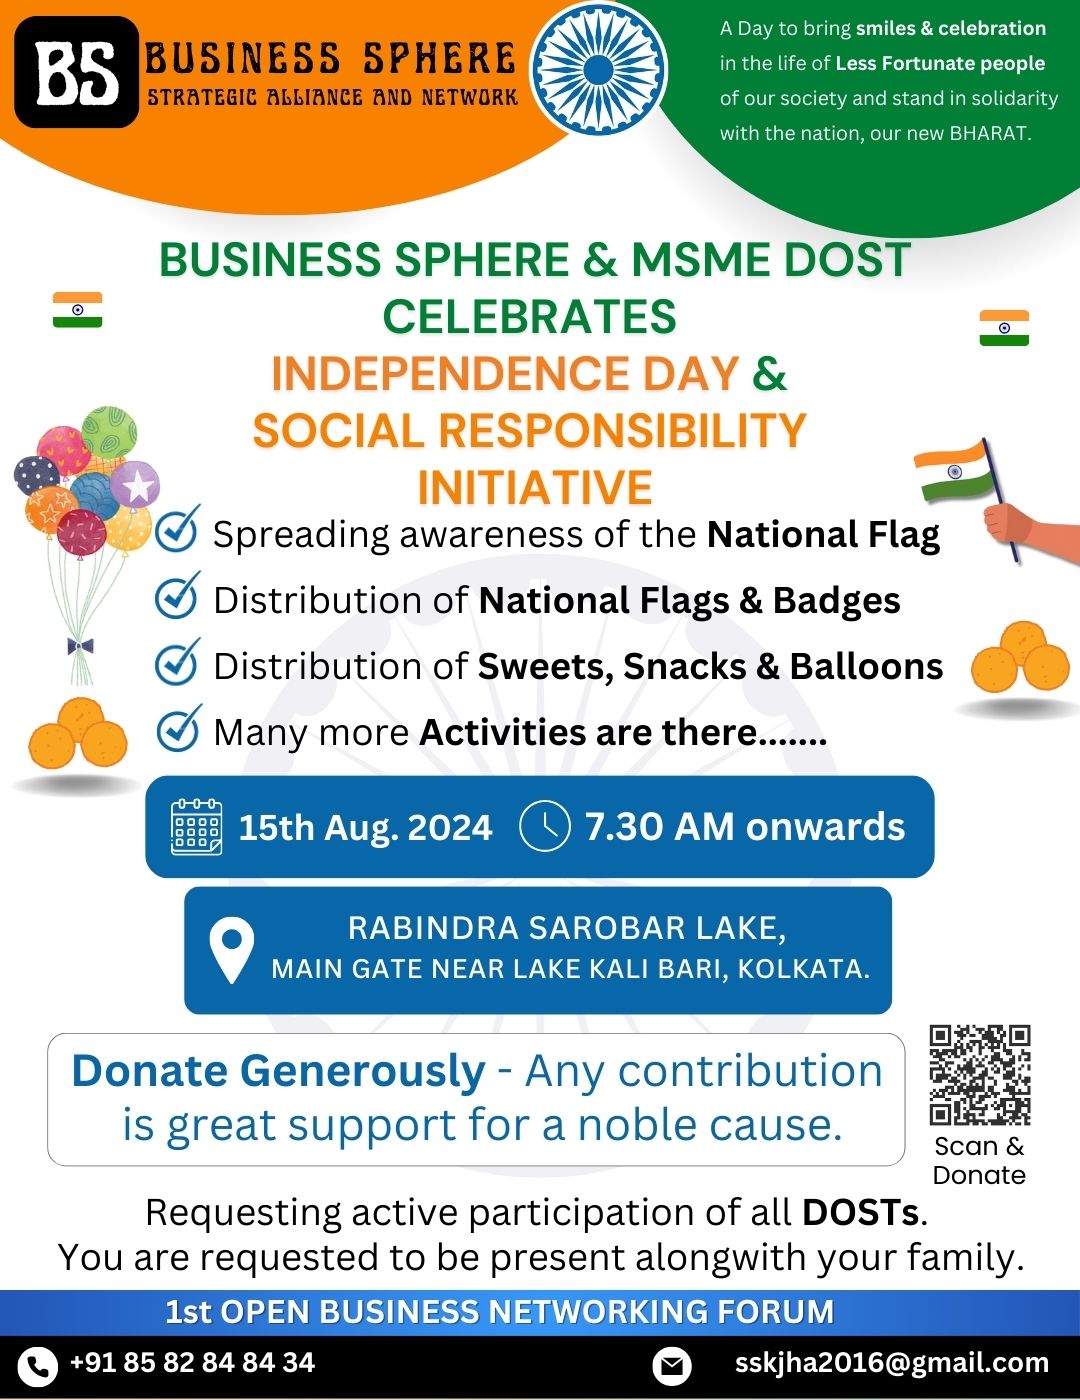 BS
BUSINESS SPHERE
STRATEGIC ALLIANCE AND NETWORK
A Day to bring smiles & celebration
in the life of Less Fortunate people
of our society and stand in solidarity
with the nation, our new BHARAT.
BUSINESS SPHERE & MSME DOST
CELEBRATES
INDEPENDENCE DAY &
SOCIAL RESPONSIBILITY
INITIATIVE
Spreading awareness of the National Flag
Distribution of National Flags & Badges
Distribution of Sweets, Snacks & Balloons
Many more Activities are there.......
15th Aug. 2024 7.30 AM onwards
RABINDRA SAROBAR LAKE,
MAIN GATE NEAR LAKE KALI BARI, KOLKATA.
Donate Generously - Any contribution
is great support for a noble cause.
Scan &
Donate
Requesting active participation of all DOSTs.
You are requested to be present alongwith your family.
1st OPEN BUSINESS NETWORKING FORUM
+91 85 82 84 84 34 sskjha2016@gmail.com